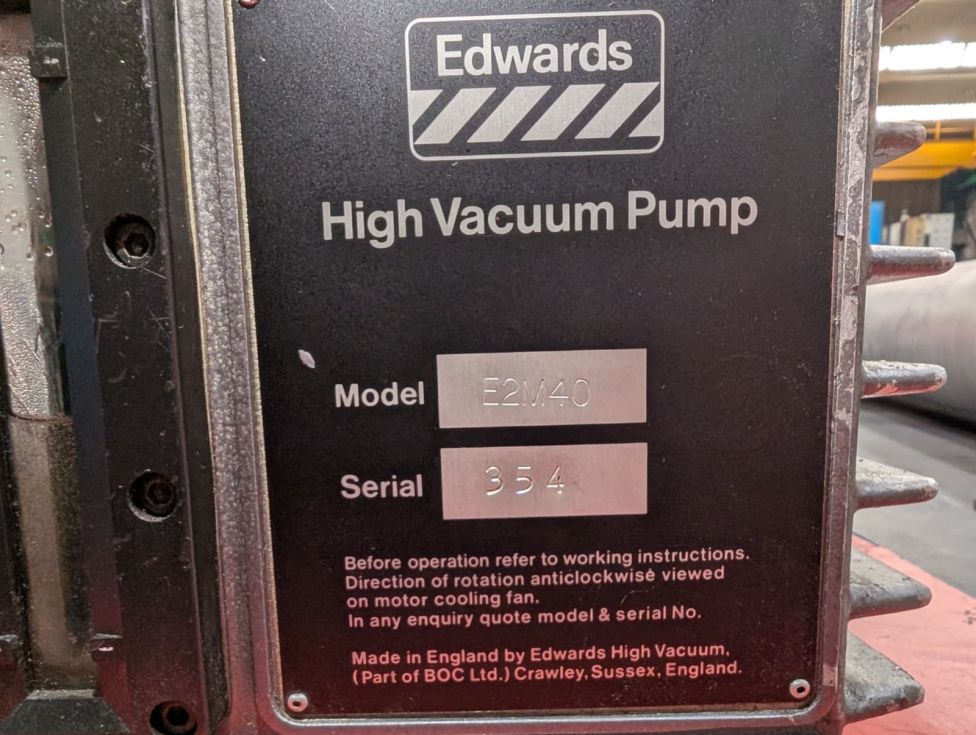 Edwards
High Vacuum Pump
Model E2M40
Serial 354
Before operation refer to working instructions.
Direction of rotation anticlockwise viewed
on motor cooling fan.
In any enquiry quote model & serial No.
Made in England by Edwards High Vacuum,
(Part of BOC Ltd.) Crawley, Sussex, England.